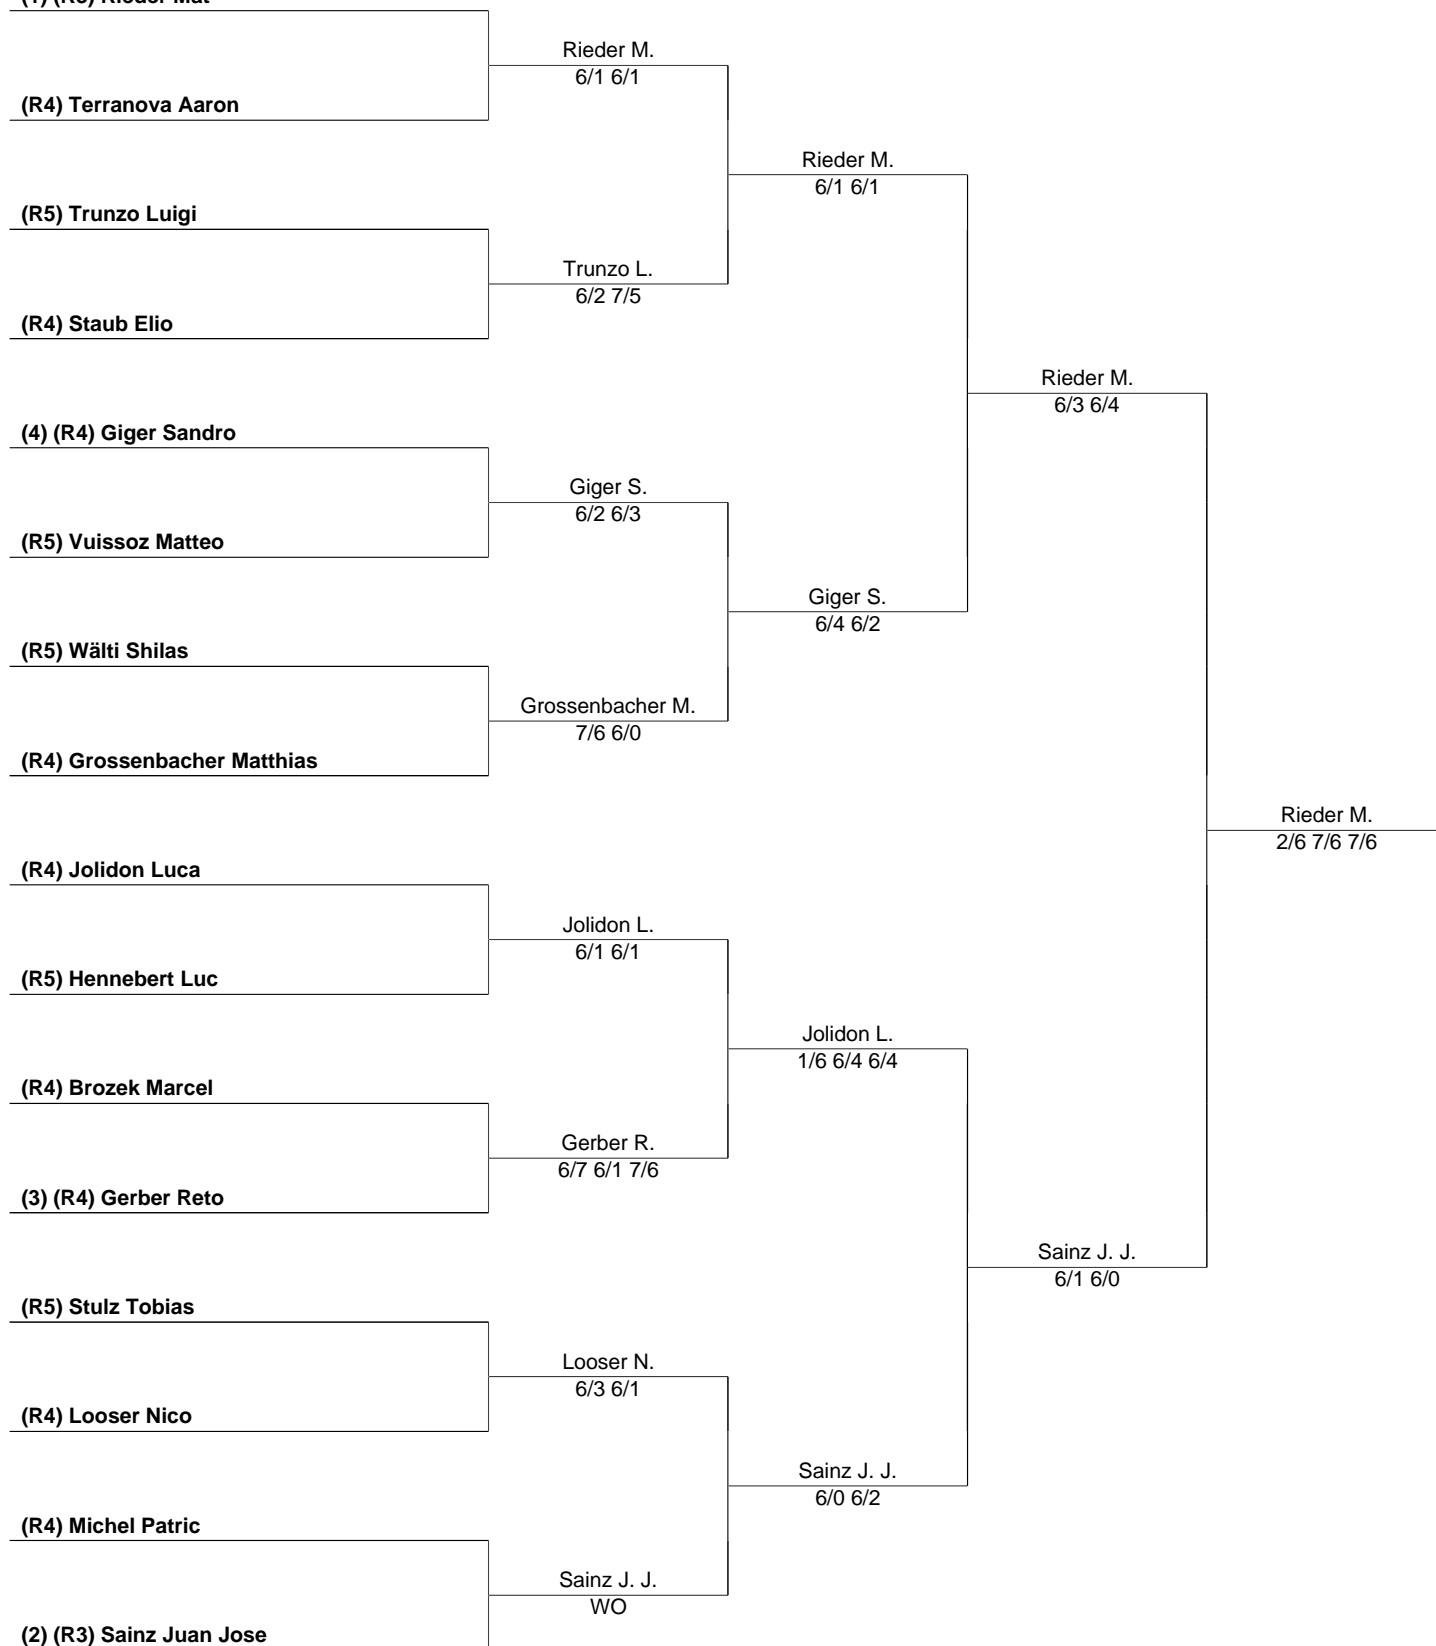 (1) Rieder Mat
Rieder M.
6/1 6/1
(R4) Terranova Aaron
Rieder M.
6/1 6/1
(R5) Trunzo Luigi
Trunzo L.
6/2 7/5
(R4) Staub Elio
Rieder M.
6/3 6/4
(4) (R4) Giger Sandro
Giger S.
6/2 6/3
(R5) Vuissoz Matteo
Giger S.
6/4 6/2
(R5) Wälti Shilas
Grossenbacher M.
7/6 6/0
(R4) Grossenbacher Matthias
Rieder M.
2/6 7/6 7/6
(R4) Jolidon Luca
Jolidon L.
6/1 6/1
(R5) Hennebert Luc
Jolidon L.
1/6 6/4 6/4
(R4) Brozek Marcel
Gerber R.
6/7 6/1 7/6
(3) (R4) Gerber Reto
Sainz J. J.
6/1 6/0
(R5) Stulz Tobias
Looser N.
6/3 6/1
(R4) Looser Nico
Sainz J. J.
6/0 6/2
(R4) Michel Patric
Sainz J. J.
WO
(2) (R3) Sainz Juan Jose